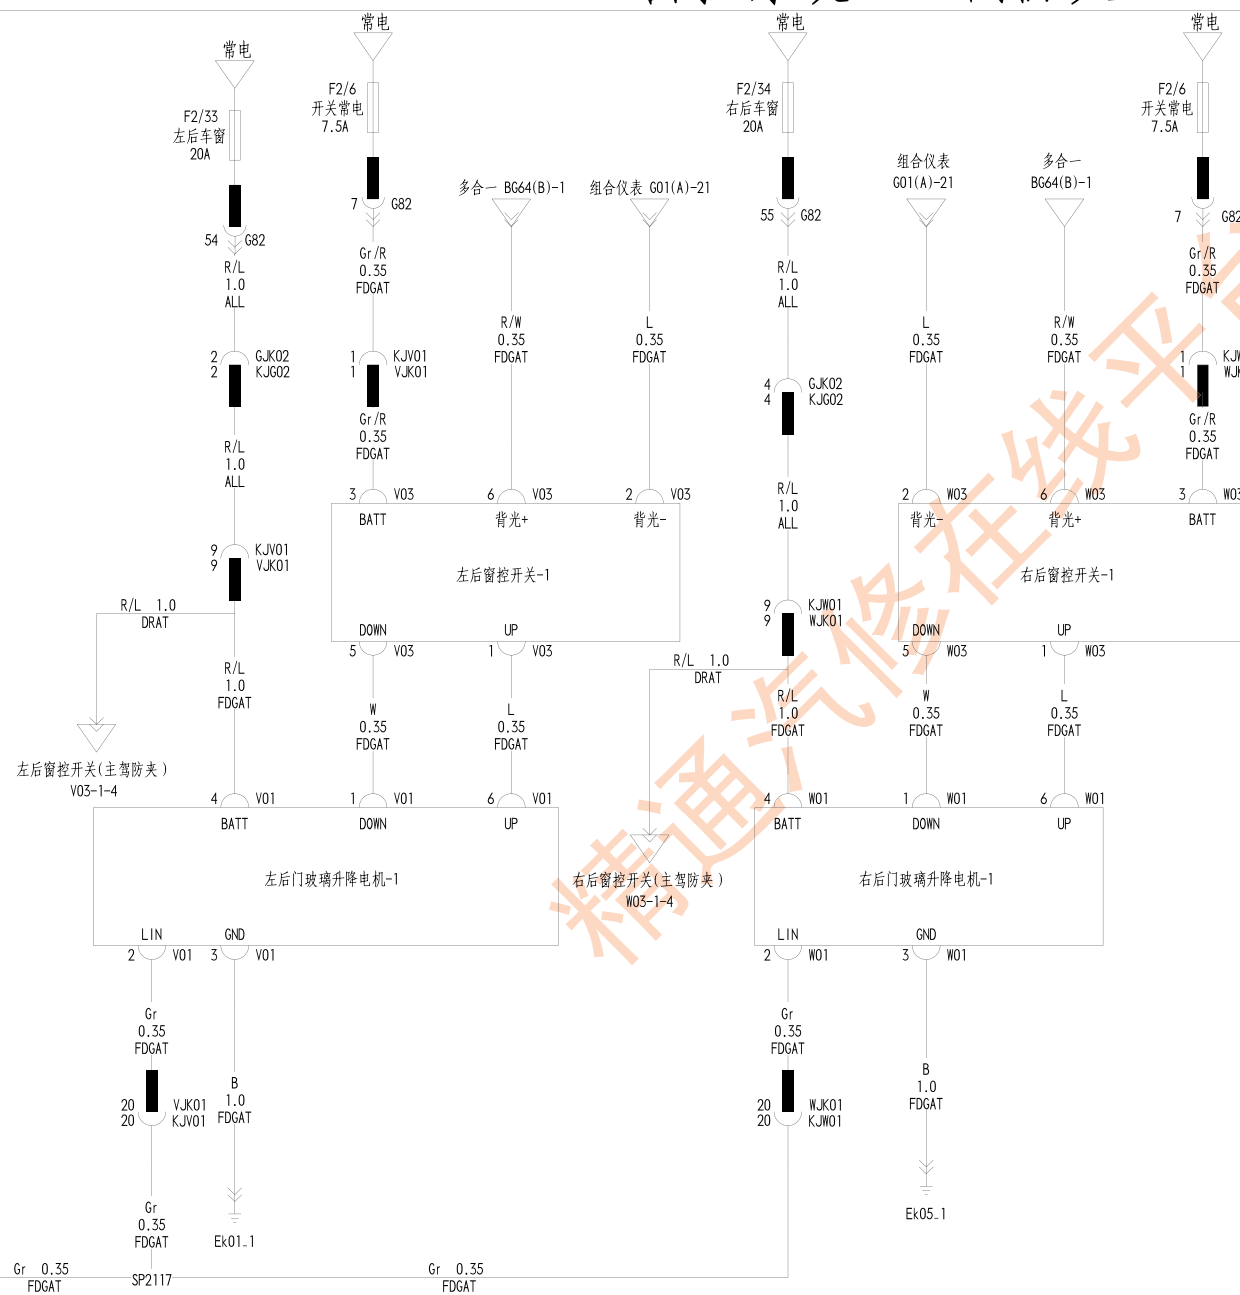 常电
常电
常电
常电
F2/33
左后车窗
20A
F2/6
开关常电
7.5A
F2/34
右后车窗
20A
F2/6
开关常电
7.5A
多合一 BG64(B)-1
组合仪表 G01(A)-21
组合仪表
G01(A)-21
多合一
BG64(B)-1
54 G82
7 G82
55 G82
7 G82
R/L
1.0
ALL
Gr/R
0.35
FDGAT
R/W
0.35
FDGAT
L
0.35
FDGAT
R/L
1.0
ALL
L
0.35
FDGAT
R/W
0.35
FDGAT
Gr/R
0.35
FDGAT
2 GJK02
2 KJG02
1 KJV01
1 VJK01
4 GJK02
4 KJG02
1 KJW
1 WJK
R/L
1.0
ALL
Gr/R
0.35
FDGAT
R/L
1.0
ALL
Gr/R
0.35
FDGAT
3 V03
6 V03
2 V03
2 W03
6 W03
3 W03
BATT
背光+
背光-
背光-
背光+
BATT
左后窗控开关-1
右后窗控开关-1
9 KJV01
9 VJK01
9 KJW01
9 WJK01
R/L 1.0
DRAT
R/L 1.0
DRAT
DOWN
UP
DOWN
UP
5 V03
1 V03
5 W03
1 W03
R/L
1.0
FDGAT
W
0.35
FDGAT
L
0.35
FDGAT
R/L
1.0
FDGAT
W
0.35
FDGAT
L
0.35
FDGAT
左后窗控开关(主驾防夹)
V03-1-4
4 V01
1 V01
6 V01
4 W01
1 W01
6 W01
BATT
DOWN
UP
BATT
DOWN
UP
左后门玻璃升降电机-1
右后窗控开关(主驾防夹)
W03-1-4
右后门玻璃升降电机-1
LIN
GND
LIN
GND
2 V01
3 V01
2 W01
3 W01
Gr
0.35
FDGAT
B
1.0
FDGAT
Gr
0.35
FDGAT
B
1.0
FDGAT
20 VJK01
20 KJV01
20 WJK01
20 KJW01
Gr
0.35
FDGAT
Ek01_1
Ek05_1
Gr 0.35
FDGAT
SP2117
Gr 0.35
FDGAT
精通汽修在线平台